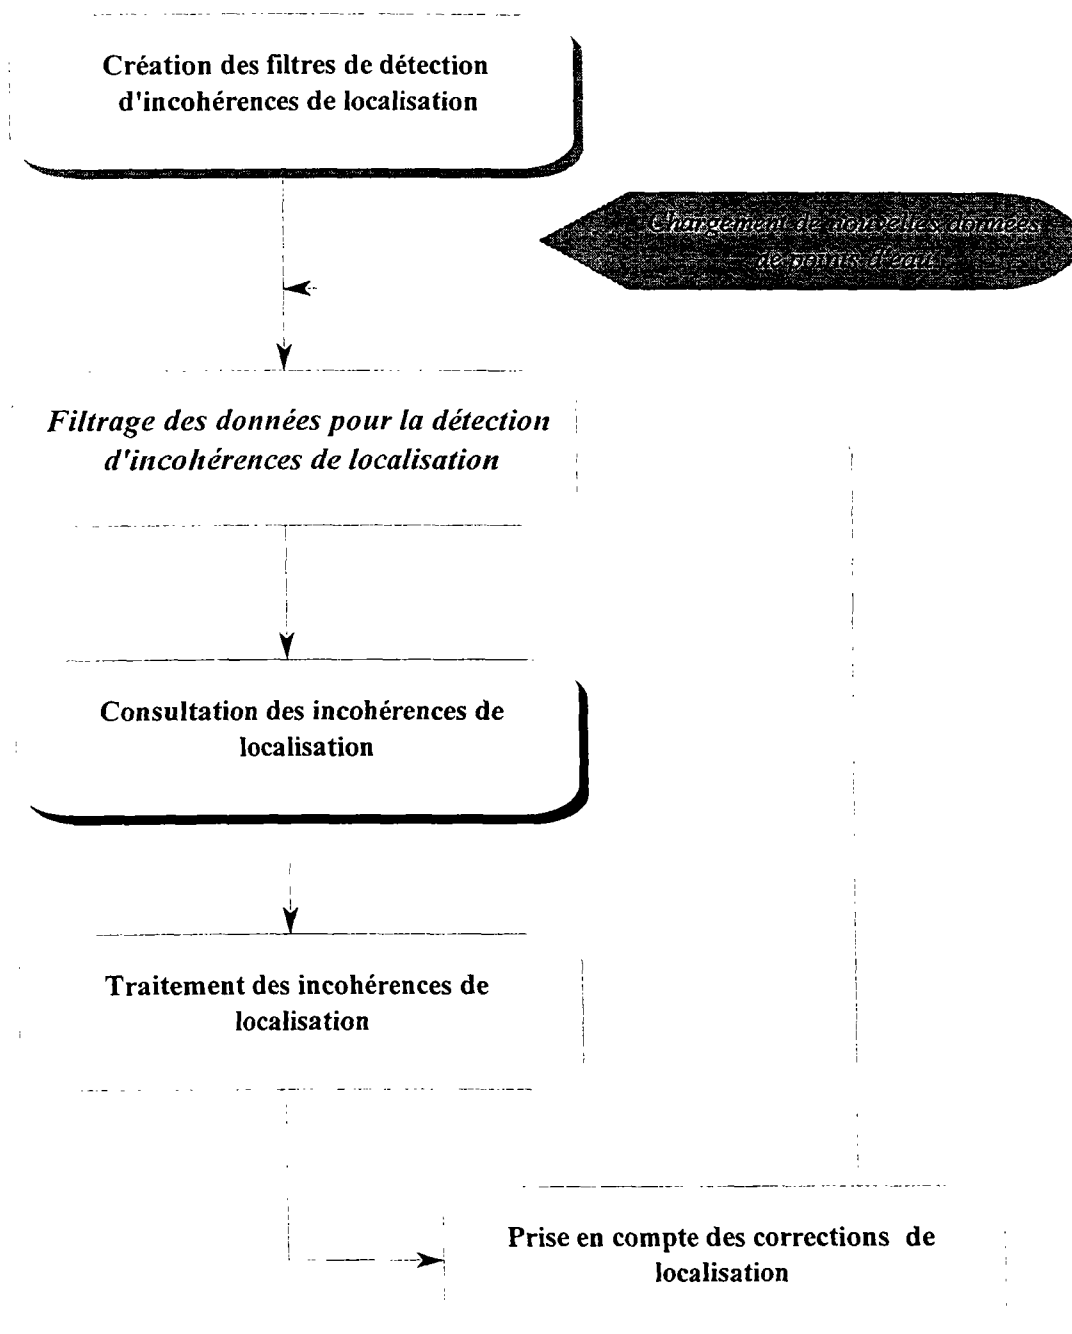 Création des filtres de détection
d'incohérences de localisation
Chargement de nouvelles données
de points d'eau
Filtrage des données pour la détection
d'incohérences de localisation
Consultation des incohérences de
localisation
Traitement des incohérences de
localisation
Prise en compte des corrections de
localisation